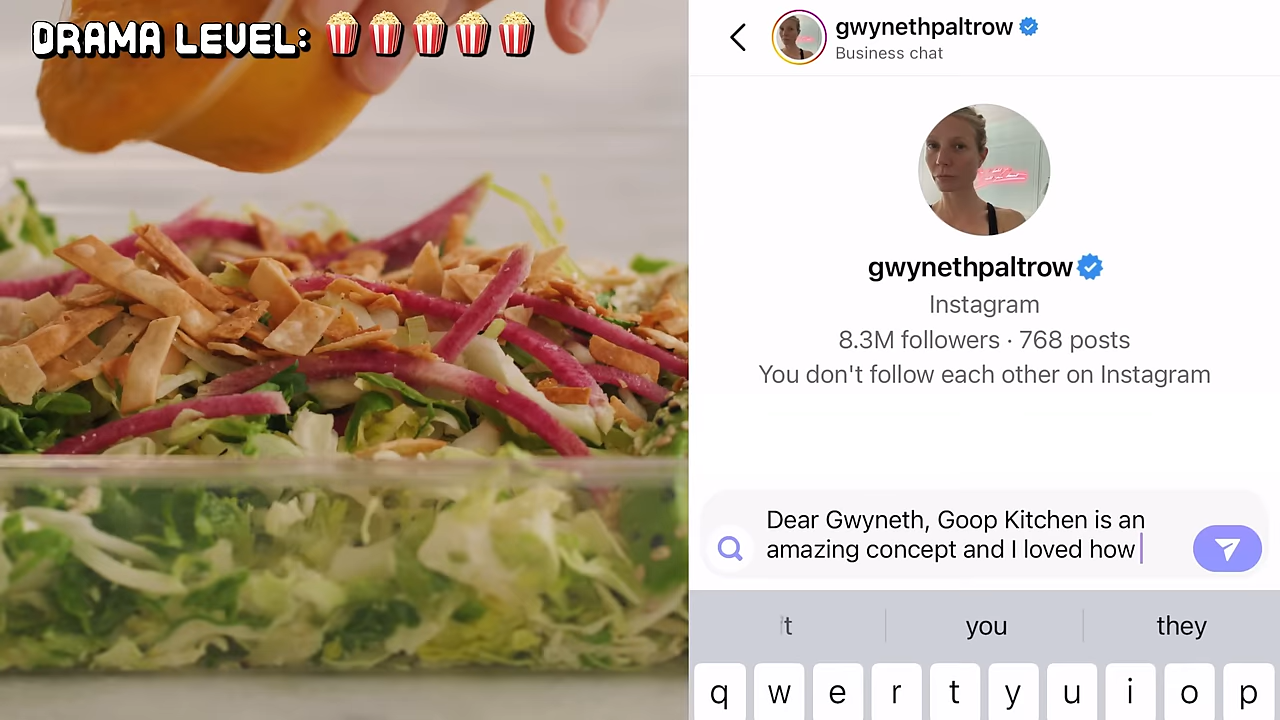 DRAMA LEVEL:
gwynethpaltrow
Business chat
gwynethpaltrow
Instagram
8.3M followers · 768 posts
You don't follow each other on Instagram
Dear Gwyneth, Goop Kitchen is an
amazing concept and I loved how
you they
q w e r t y u i o p